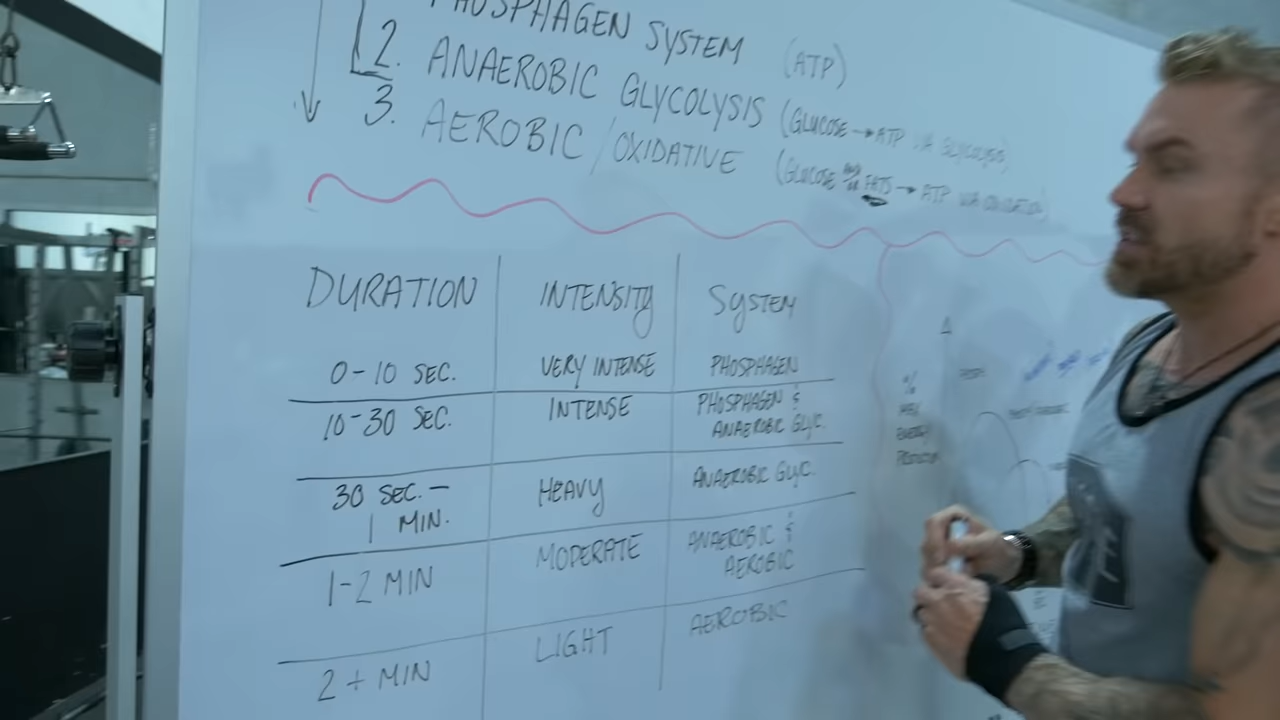 PHOSPHAGEN SYSTEM (ATP)
2. ANAEROBIC GLYCOLYSIS (GLUCOSE → ATP VIA GLYCOLYSIS)
3. AEROBIC / OXIDATIVE (GLUCOSE FATS → ATP VIA OXIDATION)
DURATION INTENSITY SYSTEM
0-10 SEC. VERY INTENSE PHOSPHAGEN
10-30 SEC. INTENSE PHOSPHAGEN &
ANAEROBIC GLYC.
30 SEC. - HEAVY ANAEROBIC GLYC.
1 MIN.
1-2 MIN MODERATE ANAEROBIC &
AEROBIC
2 + MIN LIGHT AEROBIC
%
MAX
ENERGY